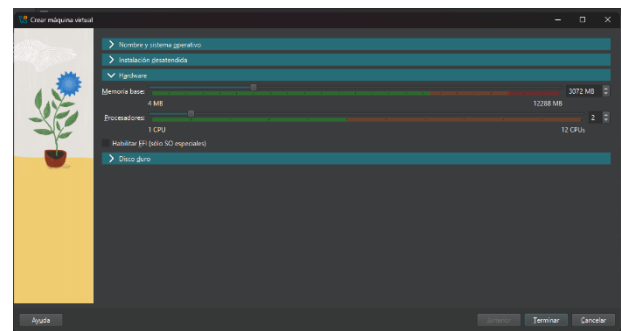 Crear máquina virtual
Nombre y sistema operativo
Instalación desatendida
Hardware
Memoria base: 3072 MB
4 MB 12288 MB
Procesadores: 2
1 CPU 12 CPUs
Habilitar EFI (sólo SO especiales)
Disco duro
Ayuda Anterior Terminar Cancelar